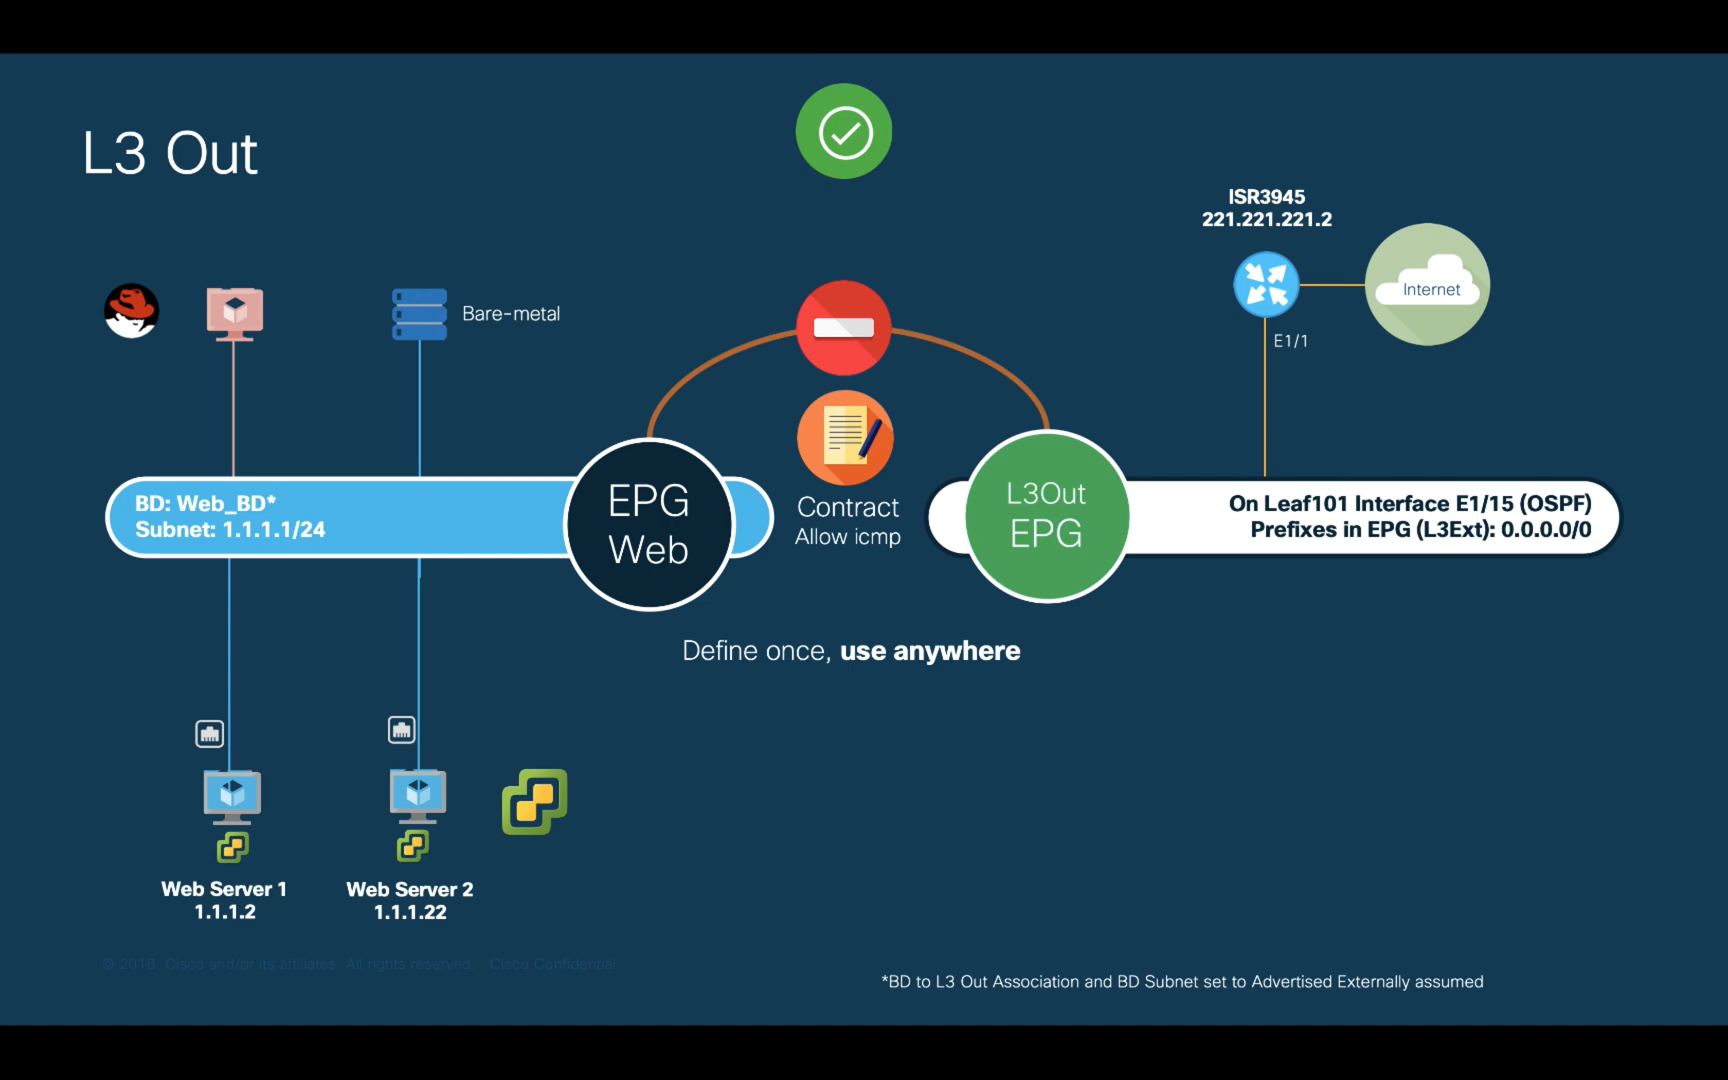 L3 Out
ISR3945
221.221.221.2
Internet
Bare-metal
E1/1
BD: Web_BD*
Subnet: 1.1.1.1/24
EPG
Web
Contract
Allow icmp
L3Out
EPG
On Leaf101 Interface E1/15 (OSPF)
Prefixes in EPG (L3Ext): 0.0.0.0/0
Define once, use anywhere
Web Server 1
1.1.1.2
Web Server 2
1.1.1.22
© 2018 Cisco and/or its affiliates. All rights reserved. Cisco Confidential
*BD to L3 Out Association and BD Subnet set to Advertised Externally assumed